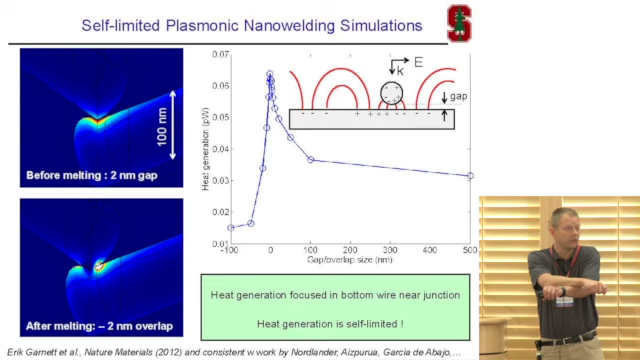 Self-limited Plasmonic Nanowelding Simulations
100 nm
Before melting : 2 nm gap
After melting: – 2 nm overlap
Heat generation (pW)
0.07
0.06
0.05
0.04
0.03
0.02
0.01
-100
0
100
200
300
400
500
Gap/overlap size (nm)
E
k
gap
Heat generation focused in bottom wire near junction
Heat generation is self-limited !
Erik Garnett et al., Nature Materials (2012) and consistent w work by Nordlander, Aizpurua, Garcia de Abajo,…